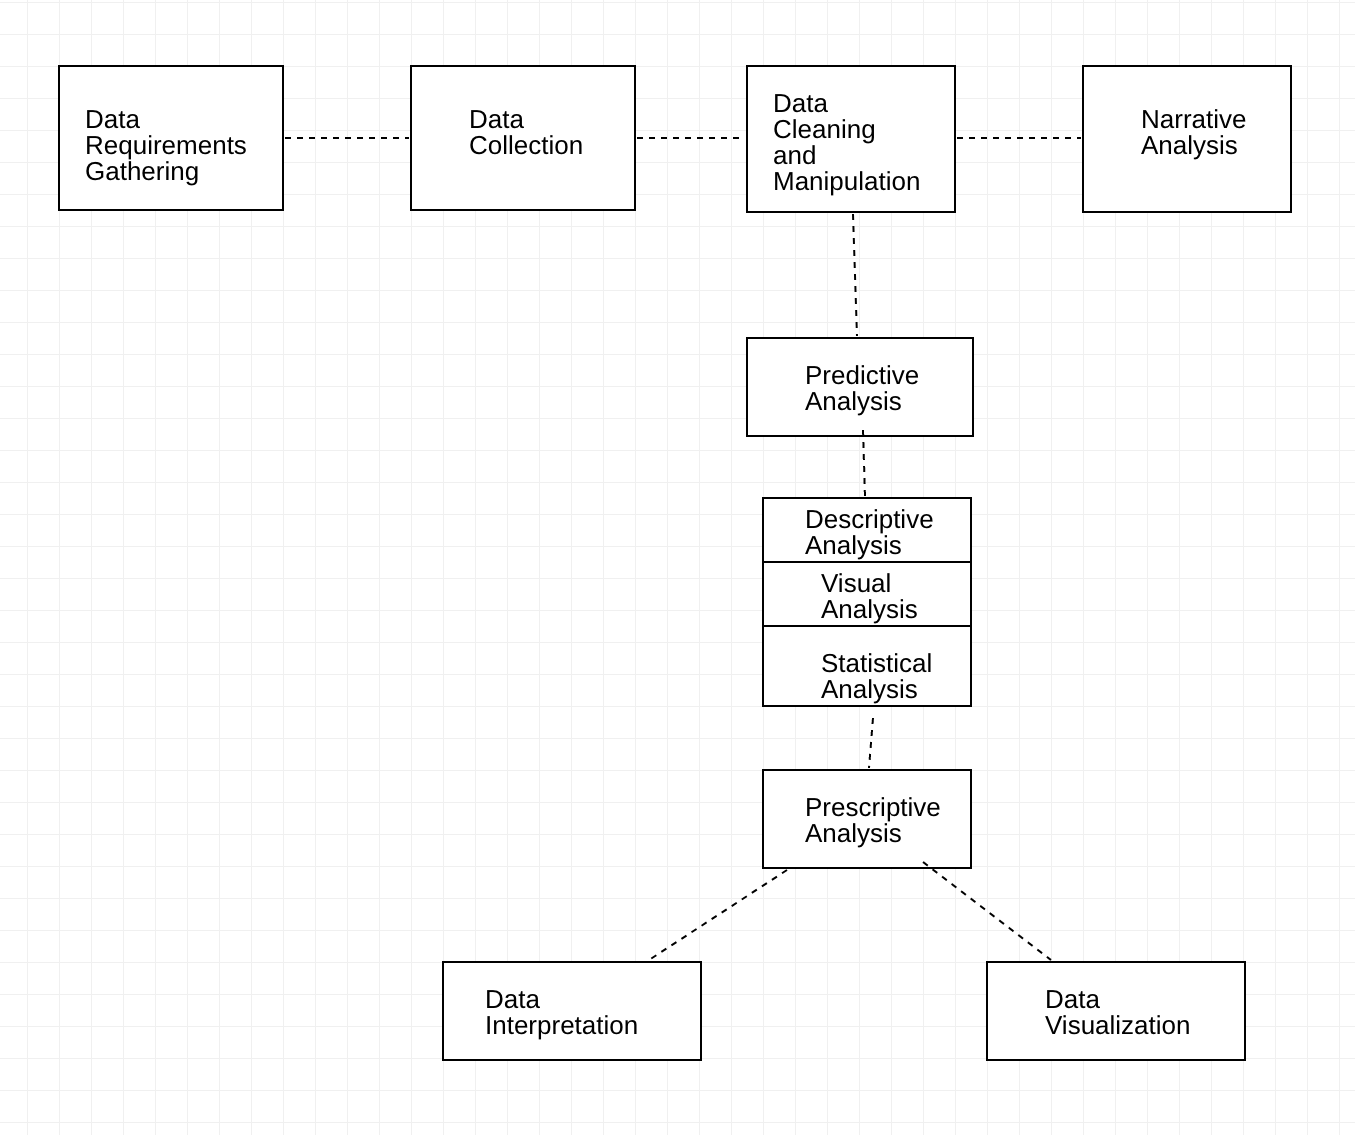 Data
Requirements
Gathering
Data
Collection
Data
Cleaning
and
Manipulation
Narrative
Analysis
Predictive
Analysis
Descriptive
Analysis
Visual
Analysis
Statistical
Analysis
Prescriptive
Analysis
Data
Interpretation
Data
Visualization